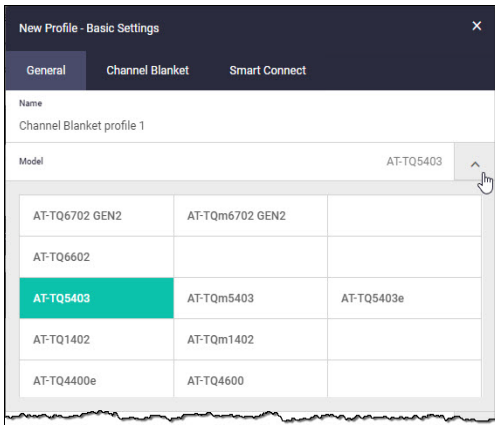 New Profile - Basic Settings ×
General Channel Blanket Smart Connect
Name
Channel Blanket profile 1
Model AT-TQ5403
AT-TQ6702 GEN2 AT-TQm6702 GEN2
AT-TQ6602
AT-TQ5403 AT-TQm5403 AT-TQ5403e
AT-TQ1402 AT-TQm1402
AT-TQ4400e AT-TQ4600